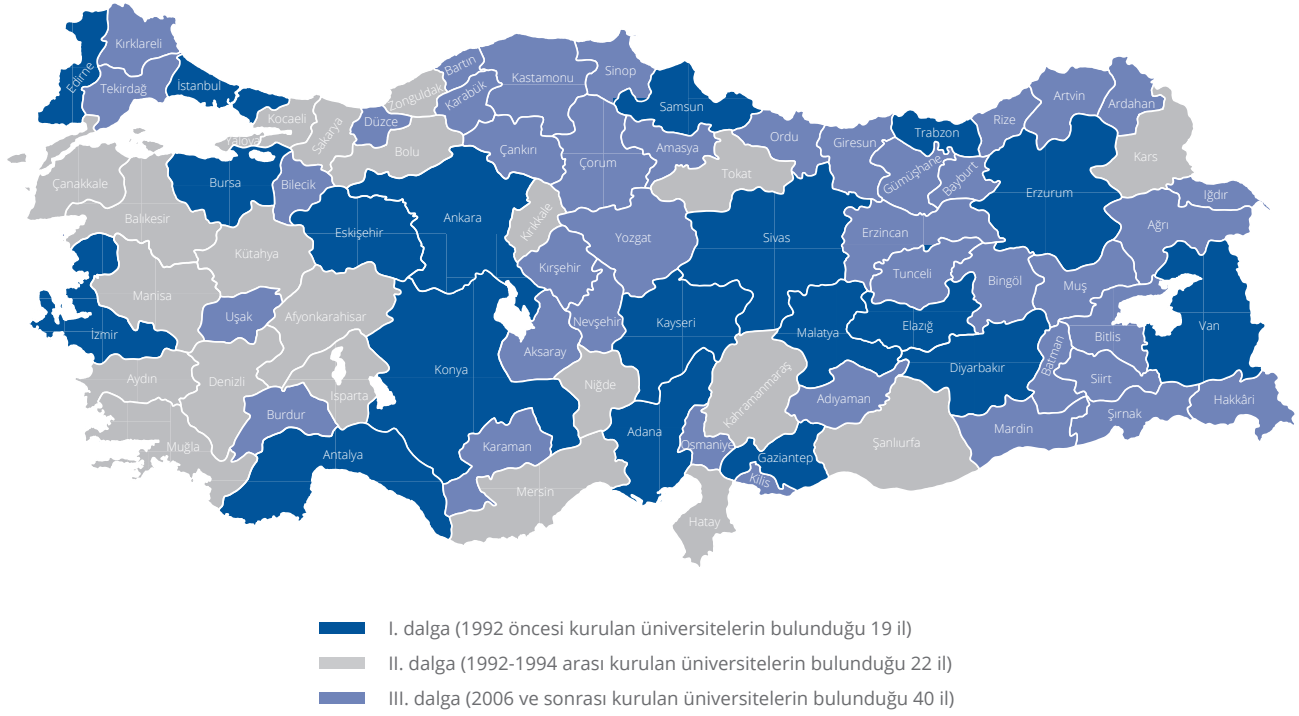 Kırklareli
Edirne
Tekirdağ
İstanbul
Kocaeli
Yalova
Sakarya
Düzce
Bolu
Zonguldak
Bartın
Karabük
Kastamonu
Sinop
Samsun
Çankırı
Çorum
Amasya
Ordu
Tokat
Giresun
Trabzon
Gümüşhane
Bayburt
Rize
Artvin
Ardahan
Kars
Çanakkale
Balıkesir
Bursa
Bilecik
Eskişehir
Ankara
Kırıkkale
Yozgat
Sivas
Erzincan
Erzurum
Iğdır
Ağrı
Kütahya
Kırşehir
Tunceli
Bingöl
Muş
Manisa
Uşak
Afyonkarahisar
İzmir
Konya
Aksaray
Nevşehir
Kayseri
Malatya
Elazığ
Diyarbakır
Batman
Bitlis
Van
Aydın
Denizli
Isparta
Burdur
Niğde
Kahramanmaraş
Adıyaman
Siirt
Şırnak
Hakkâri
Muğla
Antalya
Karaman
Mersin
Adana
Osmaniye
Gaziantep
Kilis
Şanlıurfa
Mardin
Hatay
I. dalga (1992 öncesi kurulan üniversitelerin bulunduğu 19 il)
II. dalga (1992-1994 arası kurulan üniversitelerin bulunduğu 22 il)
III. dalga (2006 ve sonrası kurulan üniversitelerin bulunduğu 40 il)